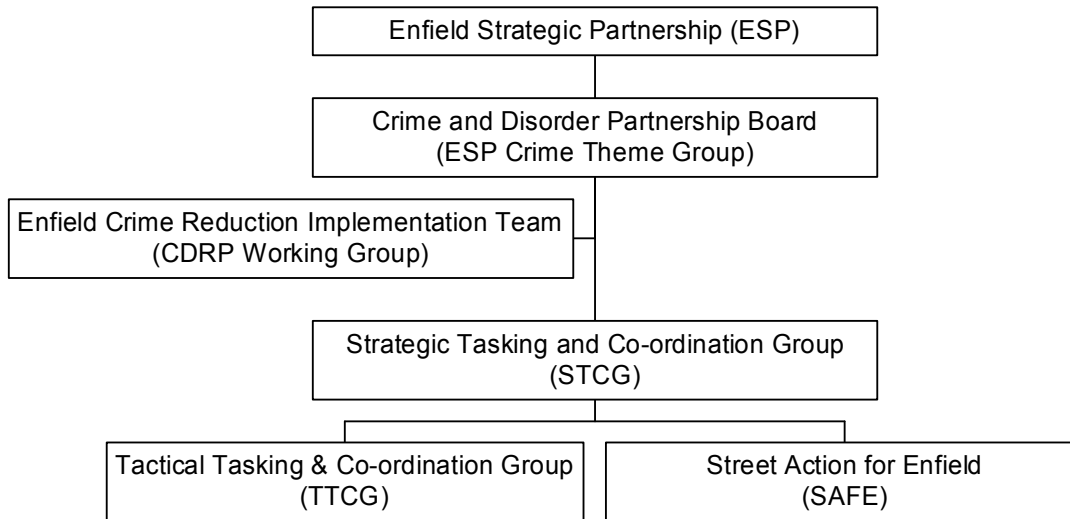 Enfield Strategic Partnership (ESP)
Crime and Disorder Partnership Board
(ESP Crime Theme Group)
Enfield Crime Reduction Implementation Team
(CDRP Working Group)
Strategic Tasking and Co-ordination Group
(STCG)
Tactical Tasking & Co-ordination Group
(TTCG)
Street Action for Enfield
(SAFE)